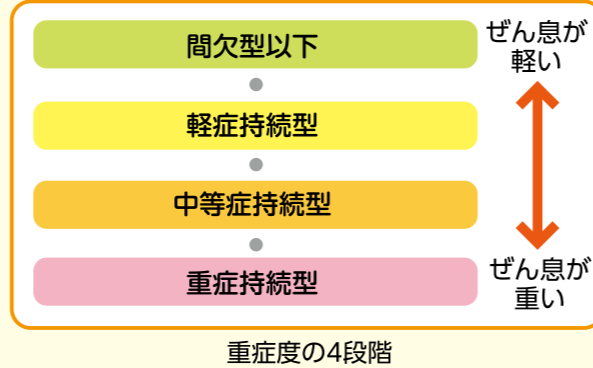 間欠型以下
ぜん息が
軽い
軽症持続型
中等症持続型
重症持続型
ぜん息が
重い
重症度の4段階